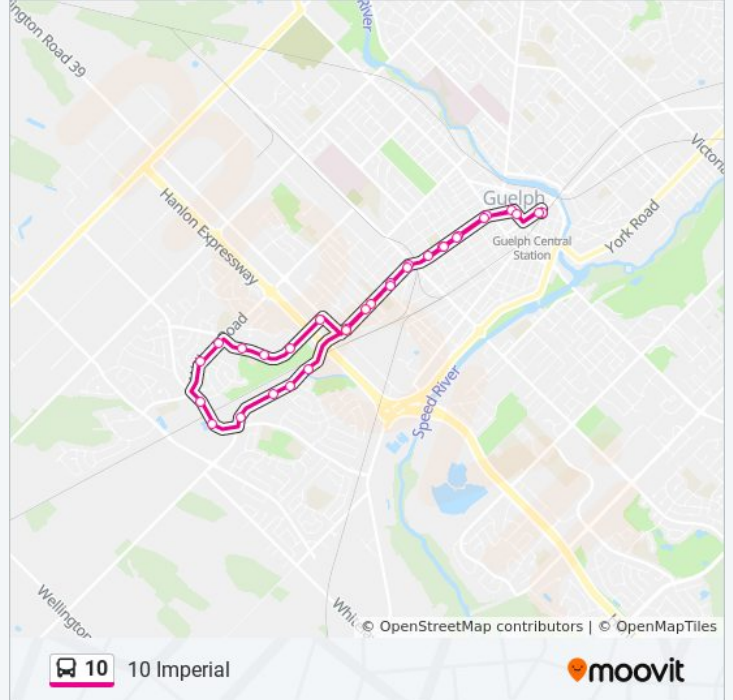 ngton Road 39
River
Victoria
Hanlon Expressway
Guelph
York Road
Guelph Central
Station
Road
Speed River
Wellington
Whi
© OpenStreetMap contributors | © OpenMapTiles
10 10 Imperial
moovit